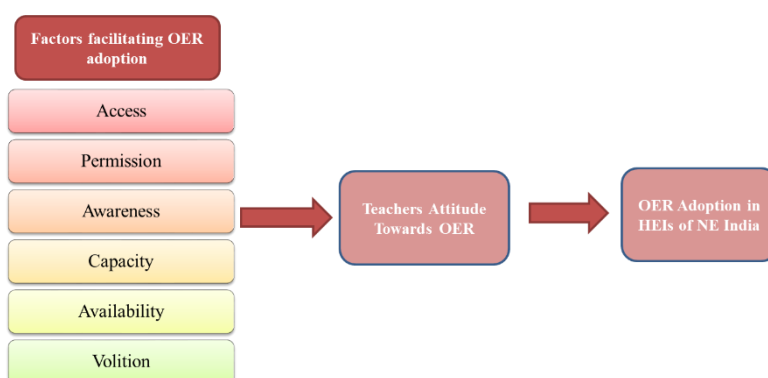 Factors facilitating OER
adoption
Access
Permission
Awareness
Capacity
Availability
Volition
Teachers Attitude
Towards OER
OER Adoption in
HEIs of NE India